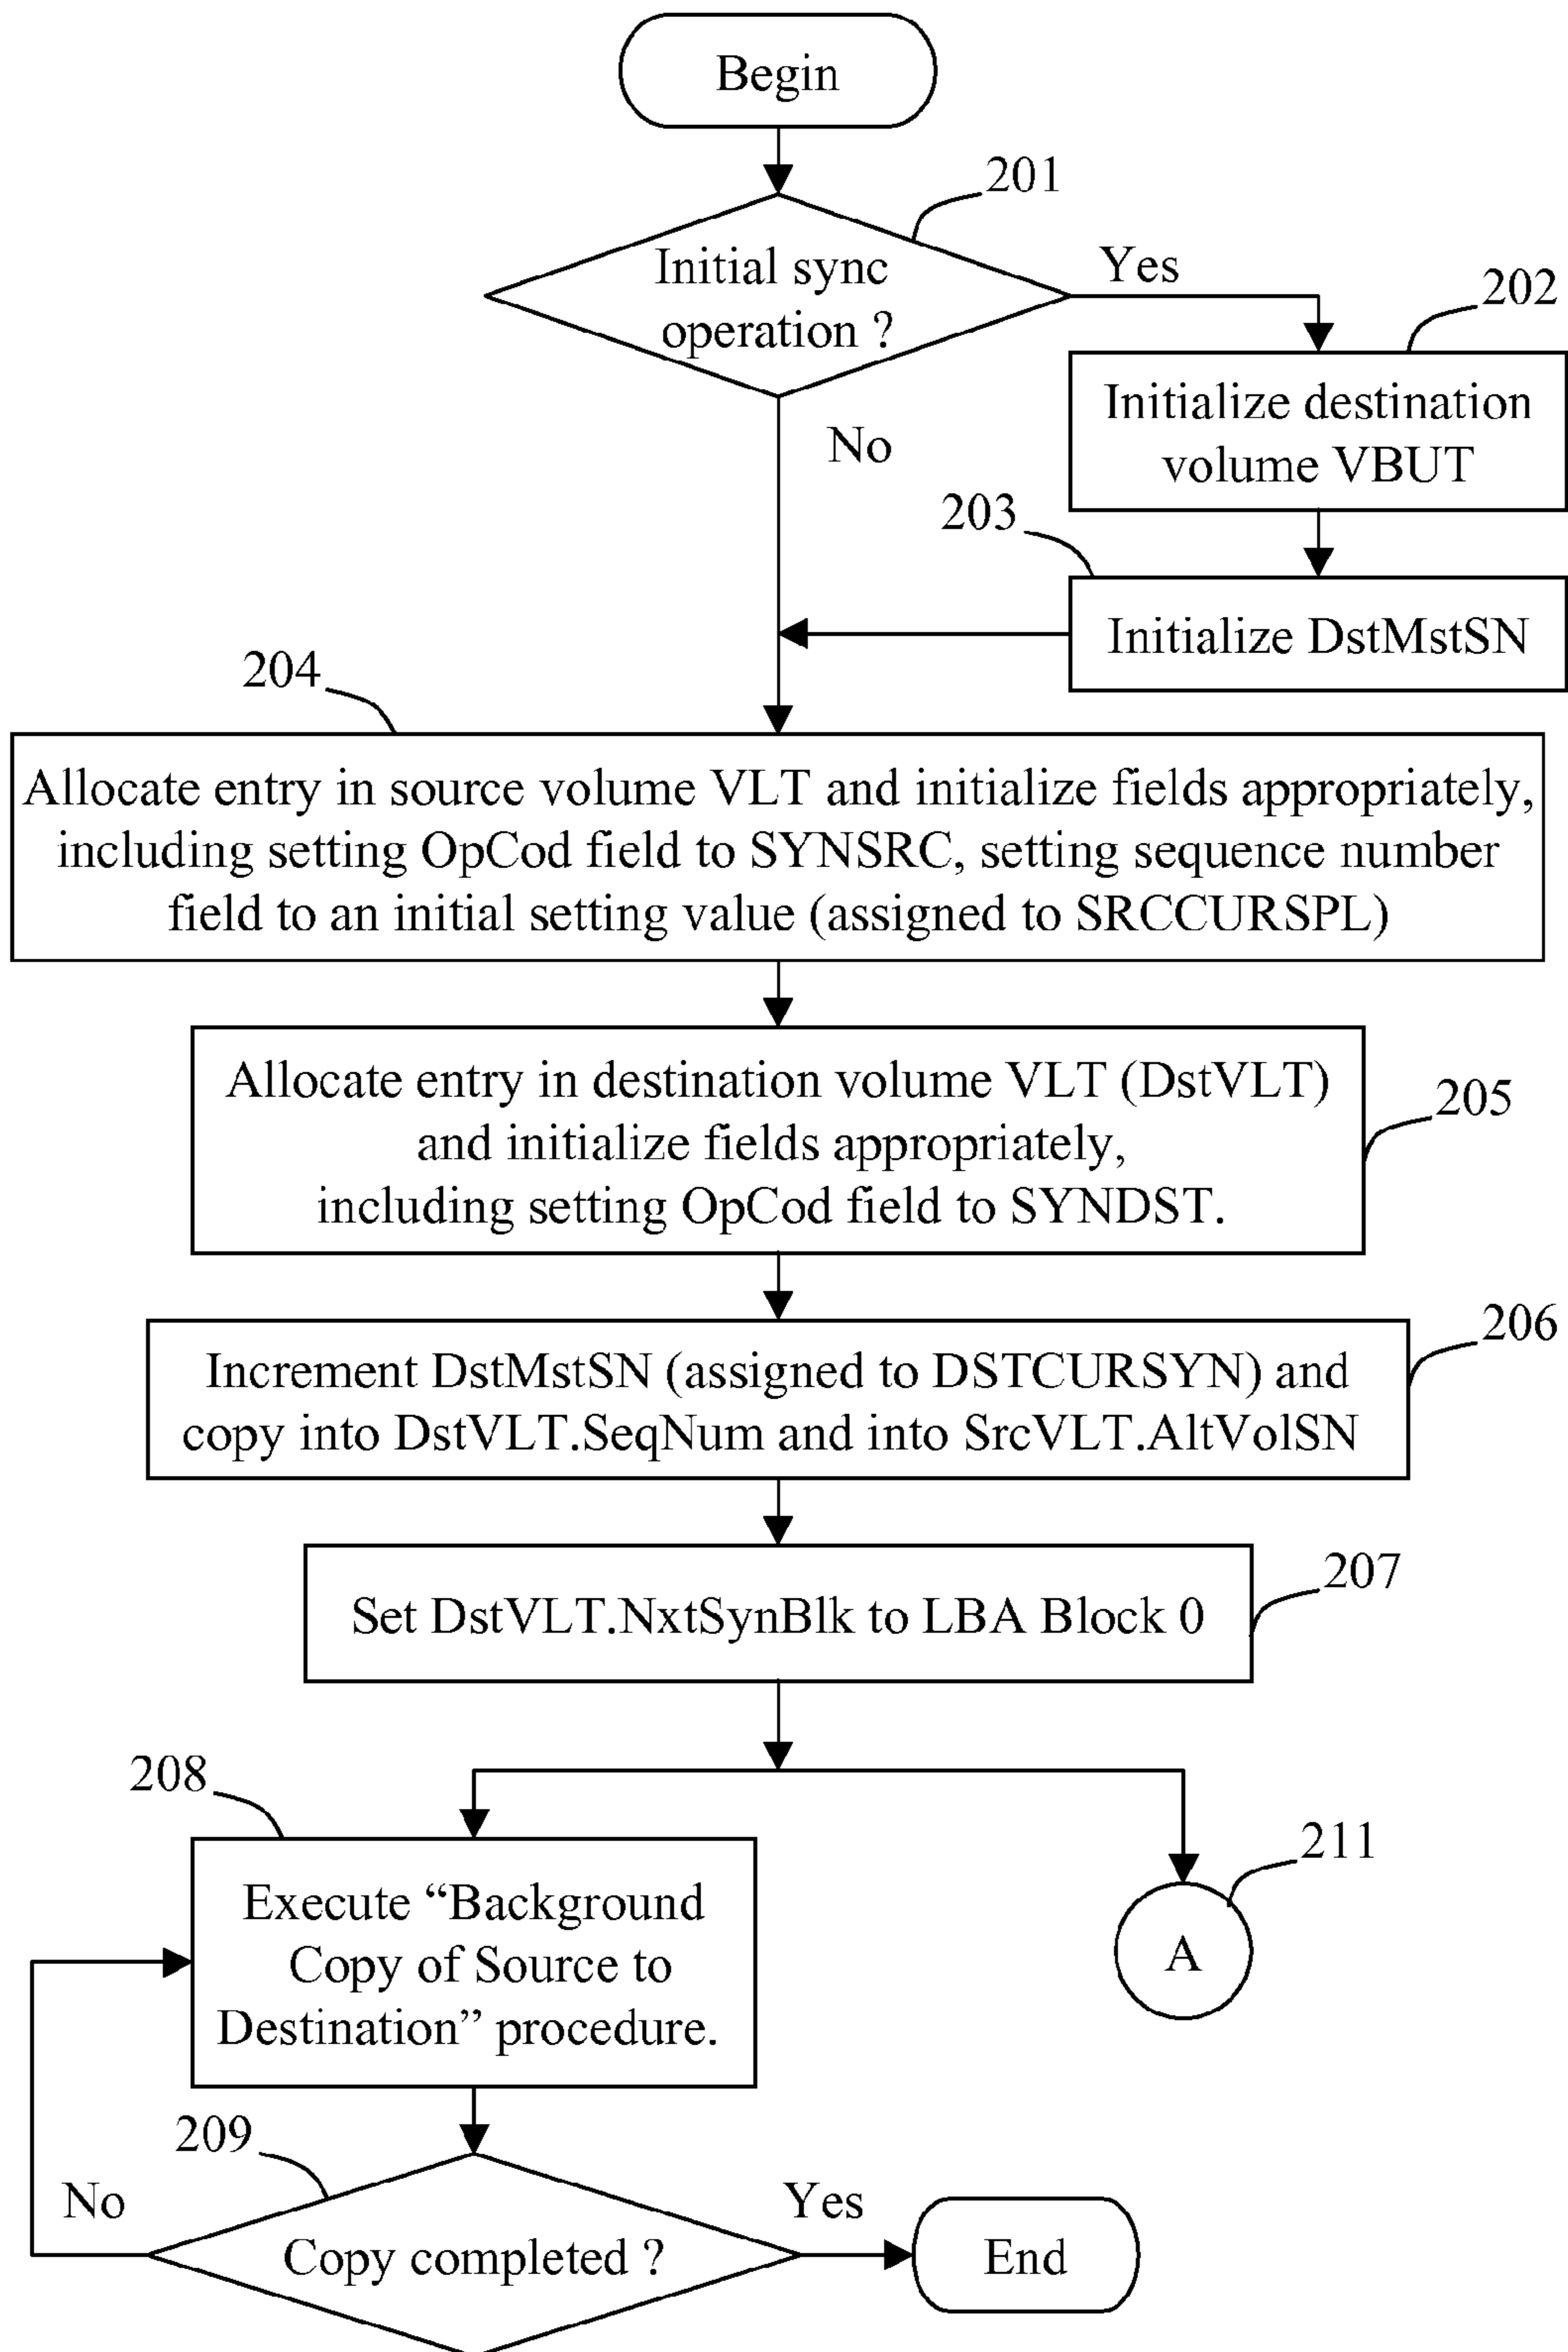 Begin
201
Initial sync
operation ?
Yes
202
Initialize destination
volume VBUT
No
203
Initialize DstMstSN
204
Allocate entry in source volume VLT and initialize fields appropriately,
including setting OpCod field to SYNSRC, setting sequence number
field to an initial setting value (assigned to SRCCURSPL)
Allocate entry in destination volume VLT (DstVLT)
and initialize fields appropriately,
including setting OpCod field to SYNDST.
205
206
Increment DstMstSN (assigned to DSTCURSYN) and
copy into DstVLT.SeqNum and into SrcVLT.AltVolSN
207
Set DstVLT.NxtSynBlk to LBA Block 0
208
Execute “Background
Copy of Source to
Destination” procedure.
211
A
209
No
Copy completed ?
Yes
End